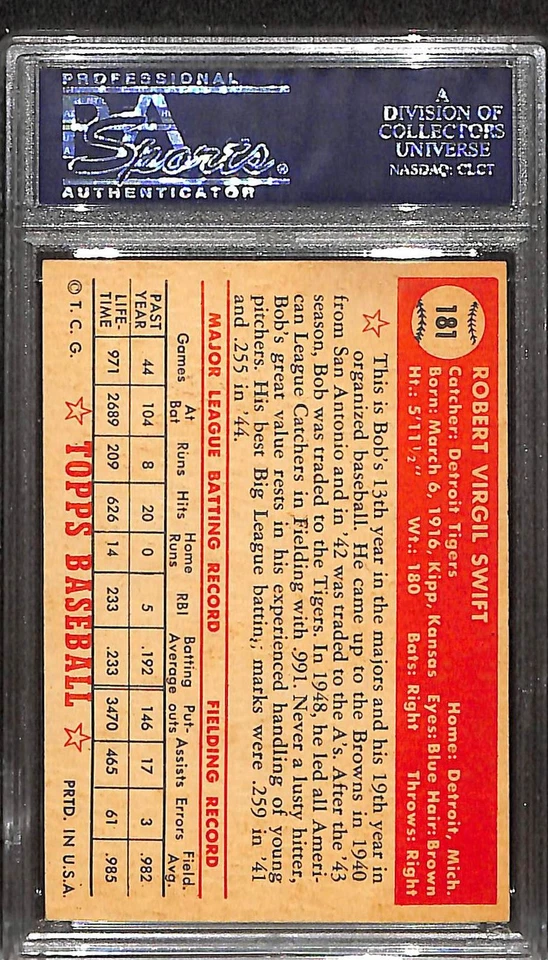 PROFESSIONAL
PSA
Sports®
AUTHENTICATOR
A
DIVISION OF
COLLECTORS
UNIVERSE
NASDAQ: CLCT
181
ROBERT VIRGIL SWIFT
Catcher: Detroit Tigers Home: Detroit, Mich.
Born: March 6, 1916, Kipp, Kansas Eyes: Blue Hair: Brown
Ht.: 5'11½" Wt.: 180 Bats: Right Throws: Right
This is Bob's 13th year in the majors and his 19th year in
organized baseball. He came up to the Browns in 1940
from San Antonio and in '42 was traded to the A's. After the '43
season, Bob was traded to the Tigers. In 1948, he led all Ameri-
can League Catchers in Fielding with .991. Never a lusty hitter,
Bob's great value rests in his experienced handling of young
pitchers. His best Big League batting marks were .259 in '41
and .255 in '44.
MAJOR LEAGUE BATTING RECORD FIELDING RECORD
Games At Bat Runs Hits Home Runs RBI Batting Average Put-outs Assists Errors Field. Avg.
PAST YEAR 44 104 8 20 0 5 .192 146 17 3 .982
LIFE-TIME 971 2689 209 626 14 233 .233 3470 465 61 .985
© T. C. G. TOPPS BASEBALL PRTD. IN U.S.A.